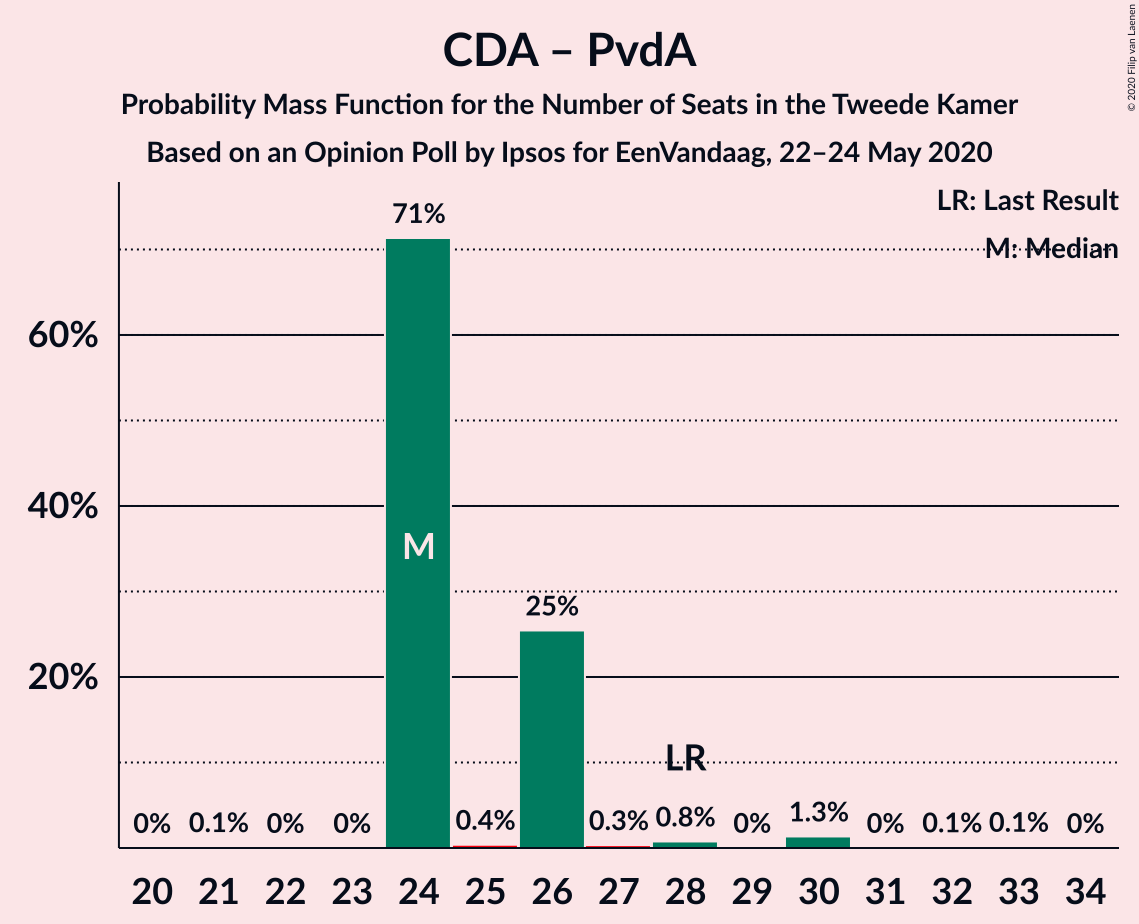 CDA – PvdA
Probability Mass Function for the Number of Seats in the Tweede Kamer
Based on an Opinion Poll by Ipsos for EenVandaag, 22–24 May 2020
© 2020 Filip van Laenen
LR: Last Result
M: Median
60%
40%
20%
71%
M
25%
LR
0% 0.1% 0% 0% 0.4% 0.3% 0.8% 0% 1.3% 0% 0.1% 0.1% 0%
20 21 22 23 24 25 26 27 28 29 30 31 32 33 34